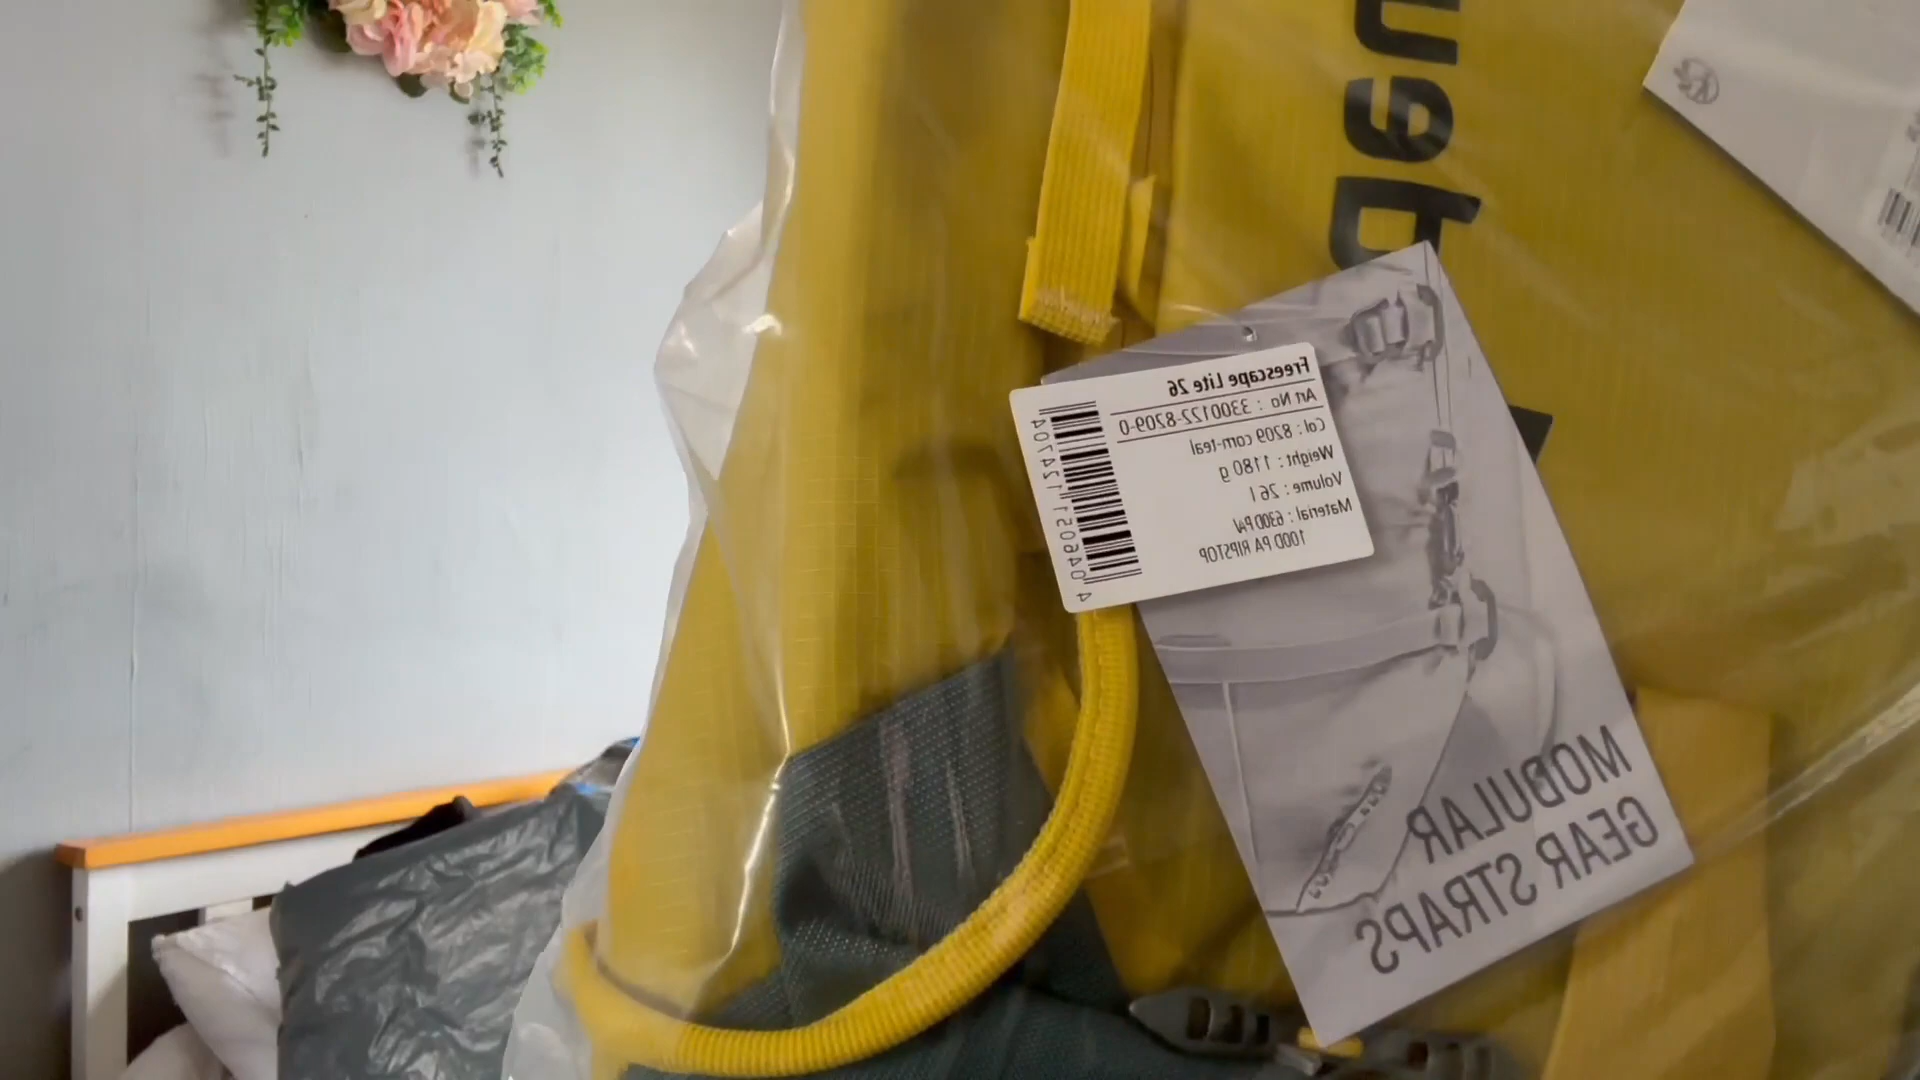 Freescape Lite 26
Art No : 3300122-8209-0
Col : 8209 corn-teal
Weight : 1180 g
Volume : 26 l
Material : 630D PA/
100D PA RIPSTOP
MODULAR
GEAR STRAPS